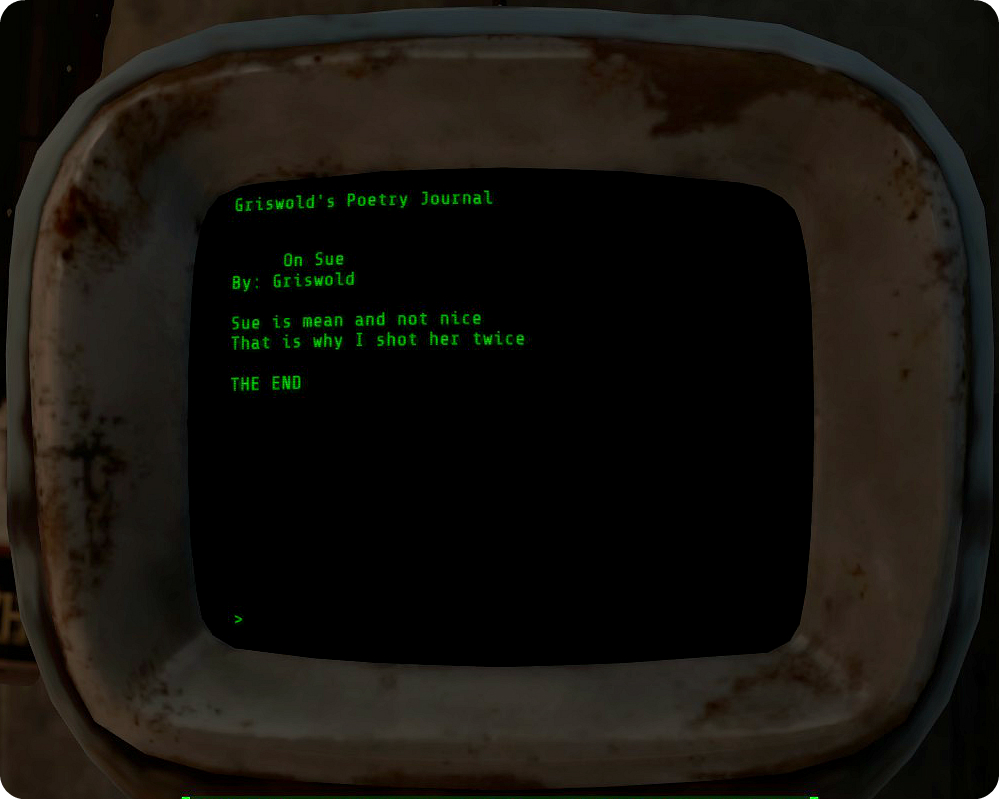 Griswold's Poetry Journal
On Sue
By: Griswold
Sue is mean and not nice
That is why I shot her twice
THE END
>